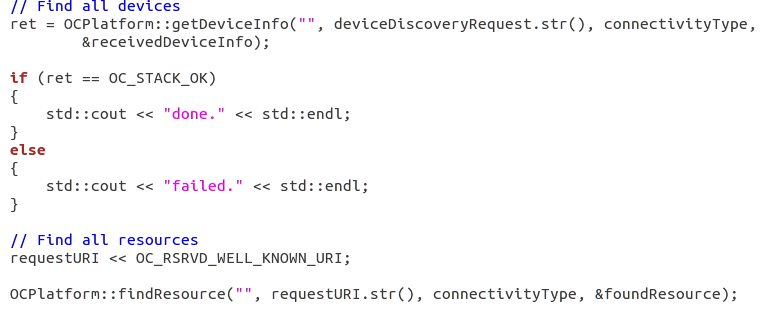 // Find all devices
ret = OCPlatform::getDeviceInfo("", deviceDiscoveryRequest.str(), connectivityType,
        &receivedDeviceInfo);

if (ret == OC_STACK_OK)
{
    std::cout << "done." << std::endl;
}
else
{
    std::cout << "failed." << std::endl;
}

// Find all resources
requestURI << OC_RSRVD_WELL_KNOWN_URI;

OCPlatform::findResource("", requestURI.str(), connectivityType, &foundResource);